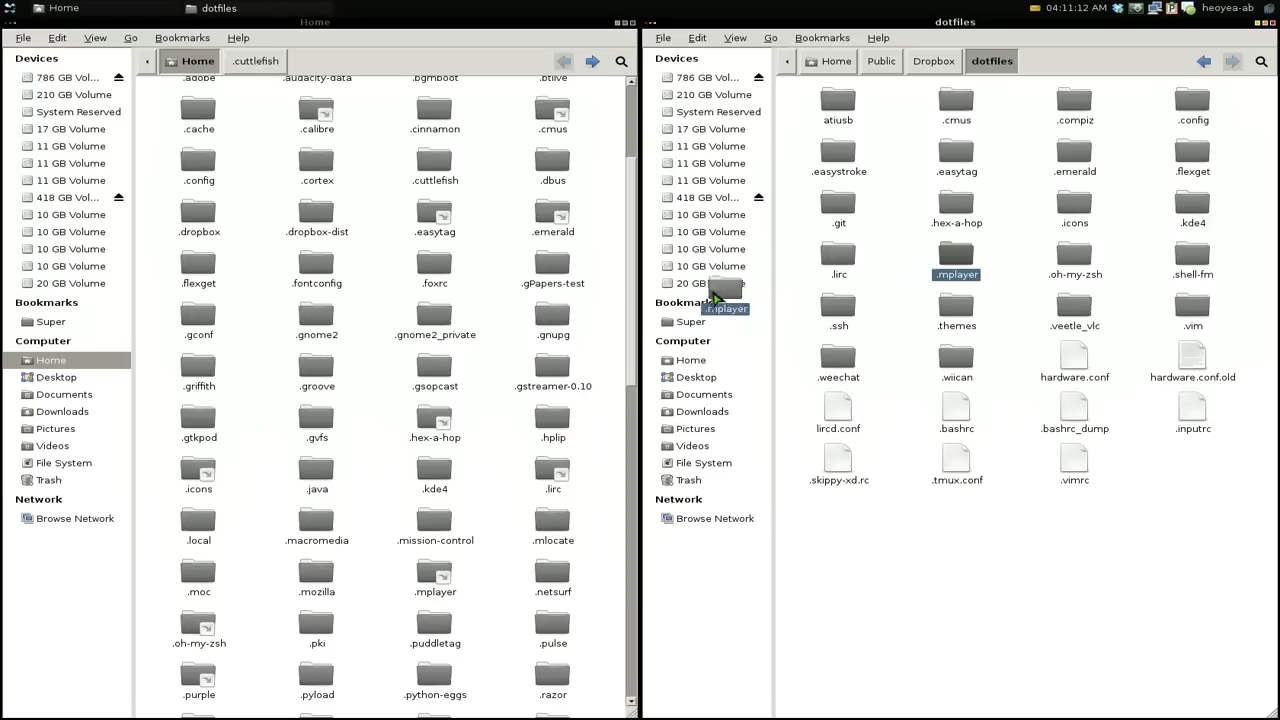 Home
dotfiles
04:11:12 AM
heoyea-ab
Home
File Edit View Go Bookmarks Help
Home
.cuttlefish
Devices
786 GB Vol...
210 GB Volume
System Reserved
17 GB Volume
11 GB Volume
11 GB Volume
11 GB Volume
418 GB Vol...
10 GB Volume
10 GB Volume
10 GB Volume
10 GB Volume
20 GB Volume
Bookmarks
Super
Computer
Home
Desktop
Documents
Downloads
Pictures
Videos
File System
Trash
Network
Browse Network
.adobe .audacity-data .bgmboot .btlive
.cache .calibre .cinnamon .cmus
.config .cortex .cuttlefish .dbus
.dropbox .dropbox-dist .easytag .emerald
.flexget .fontconfig .foxrc .gPapers-test
.gconf .gnome2 .gnome2_private .gnupg
.griffith .groove .gsopcast .gstreamer-0.10
.gtkpod .gvfs .hex-a-hop .hplip
.icons .java .kde4 .lirc
.local .macromedia .mission-control .mlocate
.moc .mozilla .mplayer .netsurf
.oh-my-zsh .pki .puddletag .pulse
.purple .pyload .python-eggs .razor
dotfiles
File Edit View Go Bookmarks Help
Home
Public
Dropbox
dotfiles
Devices
786 GB Vol...
210 GB Volume
System Reserved
17 GB Volume
11 GB Volume
11 GB Volume
11 GB Volume
418 GB Vol...
10 GB Volume
10 GB Volume
10 GB Volume
10 GB Volume
20 GB
.mplayer
Super
Computer
Home
Desktop
Documents
Downloads
Pictures
Videos
File System
Trash
Network
Browse Network
atiusb .cmus .compiz .config
.easystroke .easytag .emerald .flexget
.git .hex-a-hop .icons .kde4
.lirc .mplayer .oh-my-zsh .shell-fm
.ssh .themes .veetle_vlc .vim
.weechat .wiican hardware.conf hardware.conf.old
lircd.conf .bashrc .bashrc_dump .inputrc
.skippy-xd.rc .tmux.conf .vimrc